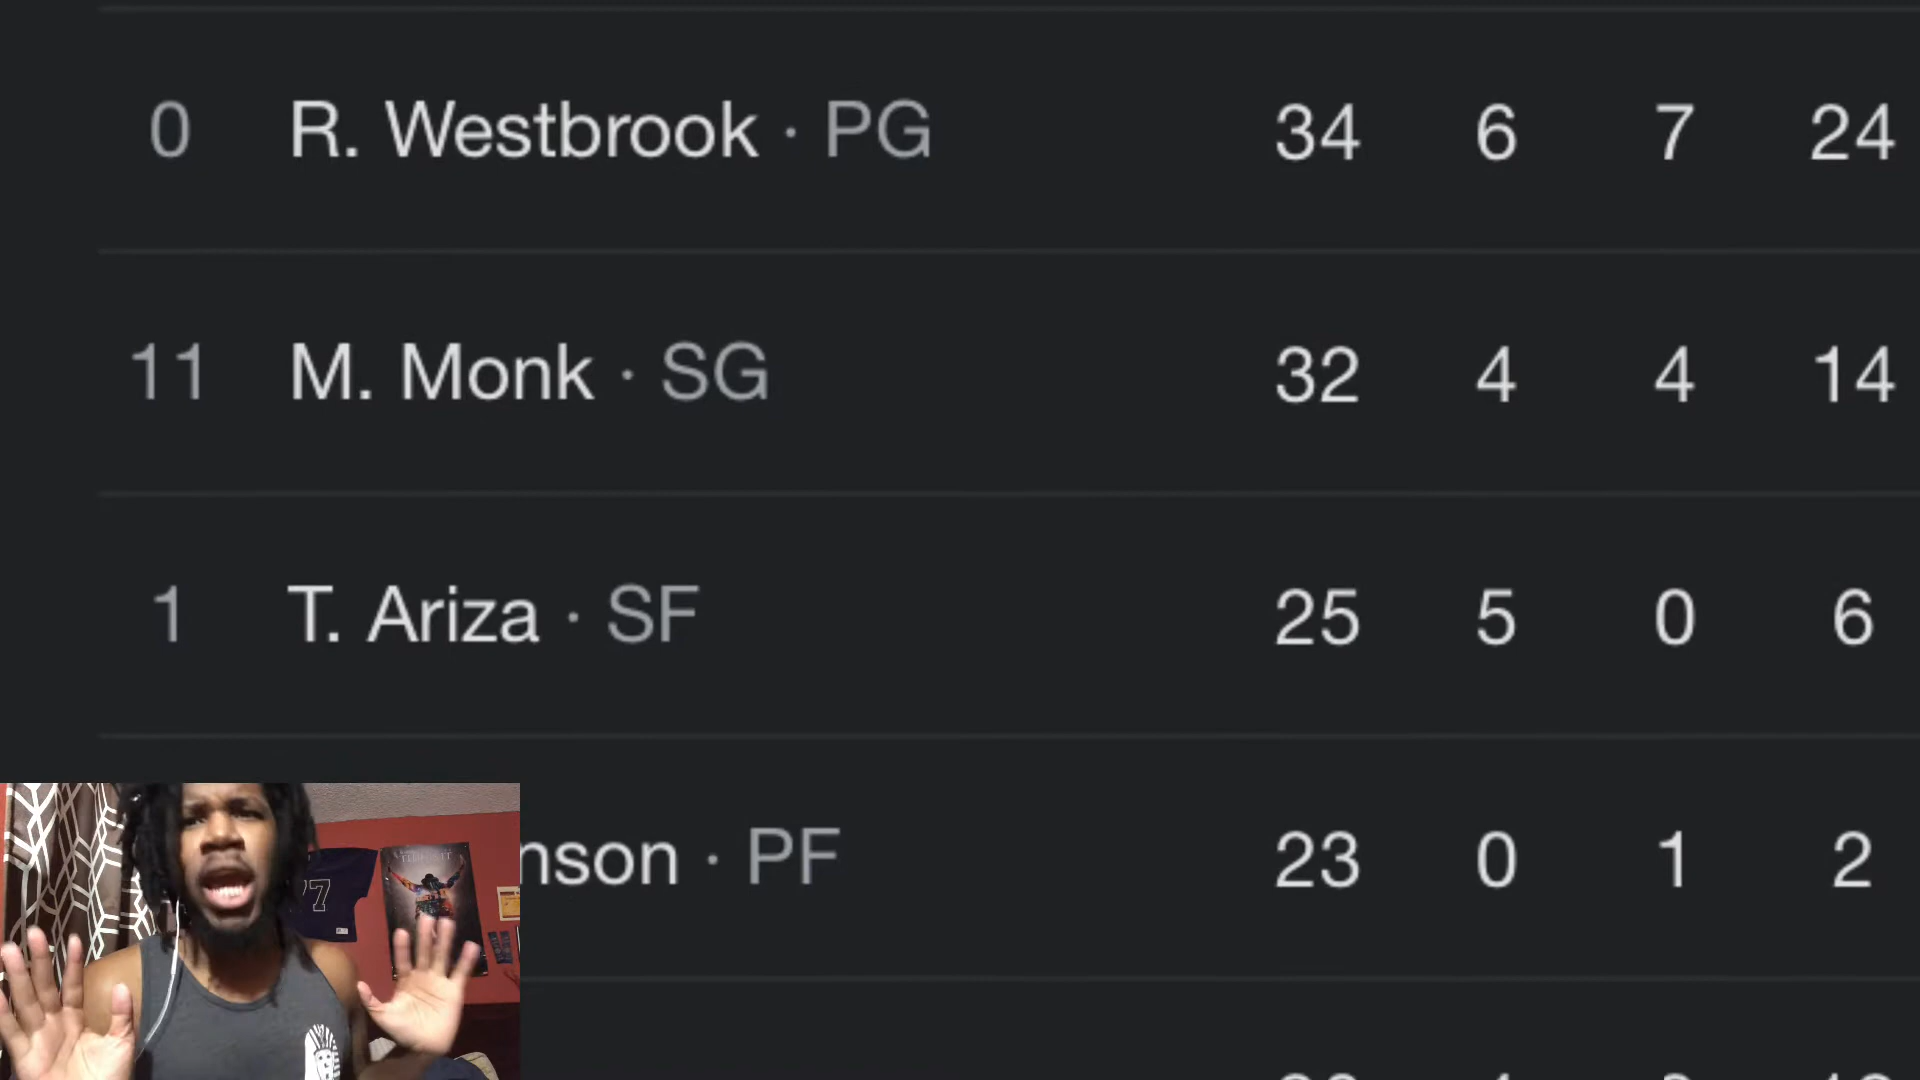 0 R. Westbrook · PG 34 6 7 24
11 M. Monk · SG 32 4 4 14
1 T. Ariza · SF 25 5 0 6
nson · PF 23 0 1 2
77